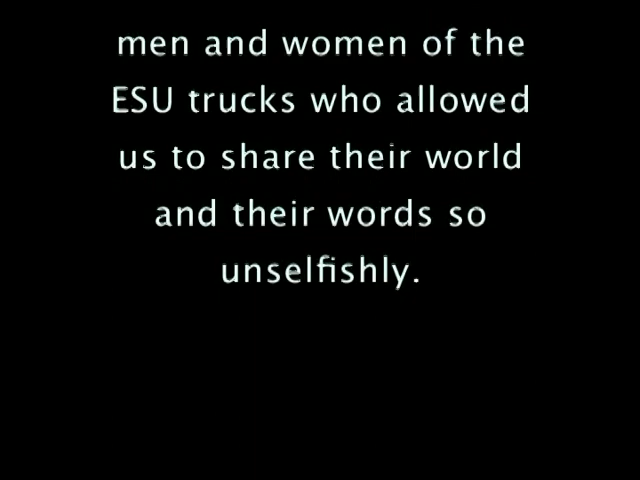 men and women of the
ESU trucks who allowed
us to share their world
and their words so
unselfishly.